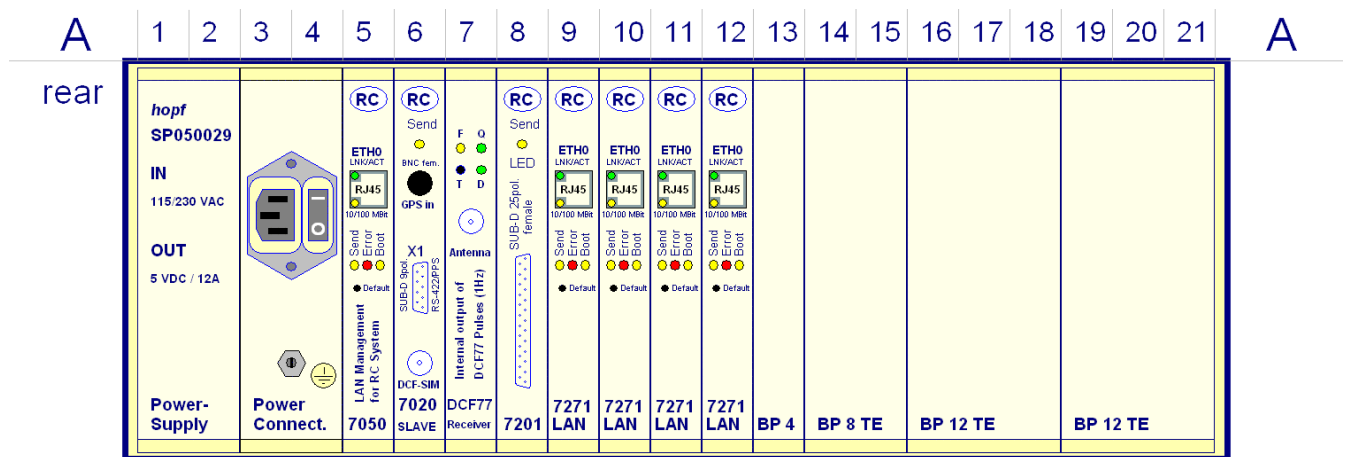 A 1 2 3 4 5 6 7 8 9 10 11 12 13 14 15 16 17 18 19 20 21 A
rear
hopf
SP050029
IN
115/230 VAC
OUT
5 VDC / 12A
Power-
Supply
Power
Connect.
RC
ETH0
LNK/ACT
RJ45
10/100 MBit
Send
Error
Boot
Default
LAN Management
for RC System
7050
RC
Send
BNC fem.
GPS in
X1
SUB-D 9pol.
RS-422/PPS
DCF-SIM
7020
SLAVE
F Q
T D
Antenna
Internal output of
DCF77 Pulses (1Hz)
DCF77
Receiver
RC
Send
LED
SUB-D 25pol.
female
7201
RC
ETH0
LNK/ACT
RJ45
10/100 MBit
Send
Error
Boot
Default
7271
LAN
RC
ETH0
LNK/ACT
RJ45
10/100 MBit
Send
Error
Boot
Default
7271
LAN
RC
ETH0
LNK/ACT
RJ45
10/100 MBit
Send
Error
Boot
Default
7271
LAN
RC
ETH0
LNK/ACT
RJ45
10/100 MBit
Send
Error
Boot
Default
7271
LAN
BP 4
BP 8 TE
BP 12 TE
BP 12 TE